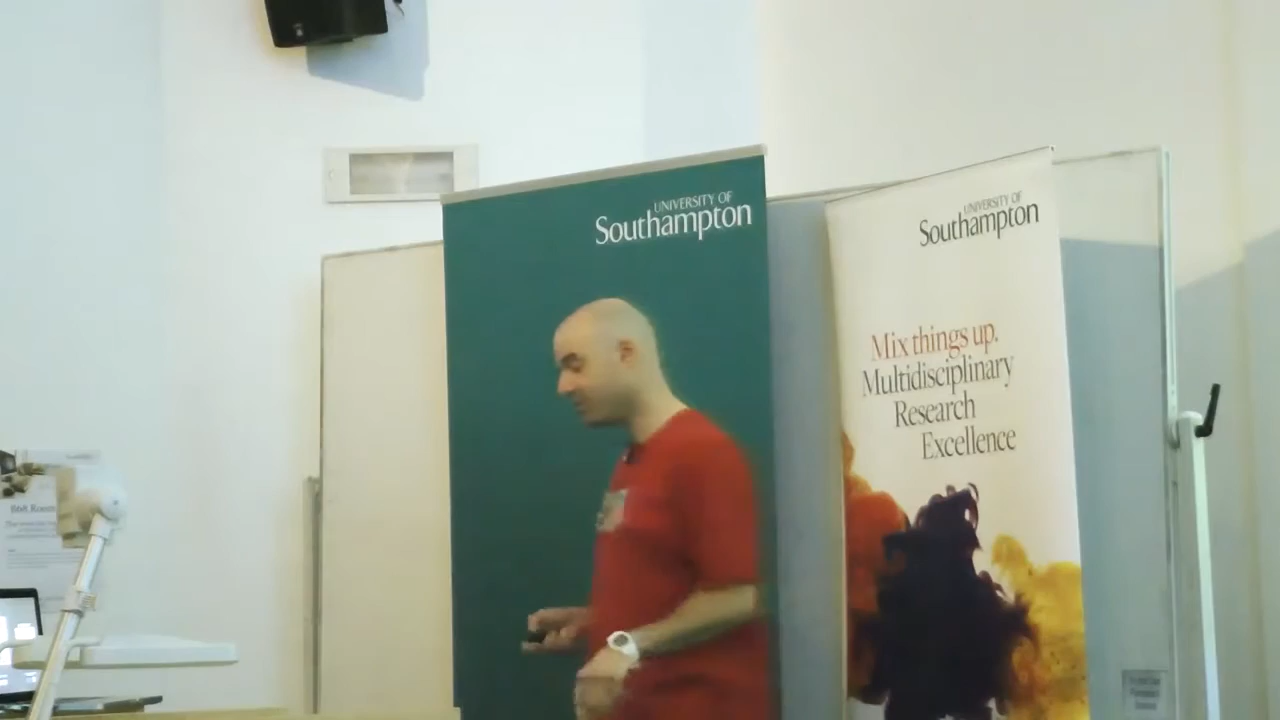 UNIVERSITY OF
Southampton
UNIVERSITY OF
Southampton
Mix things up.
Multidisciplinary
Research
Excellence